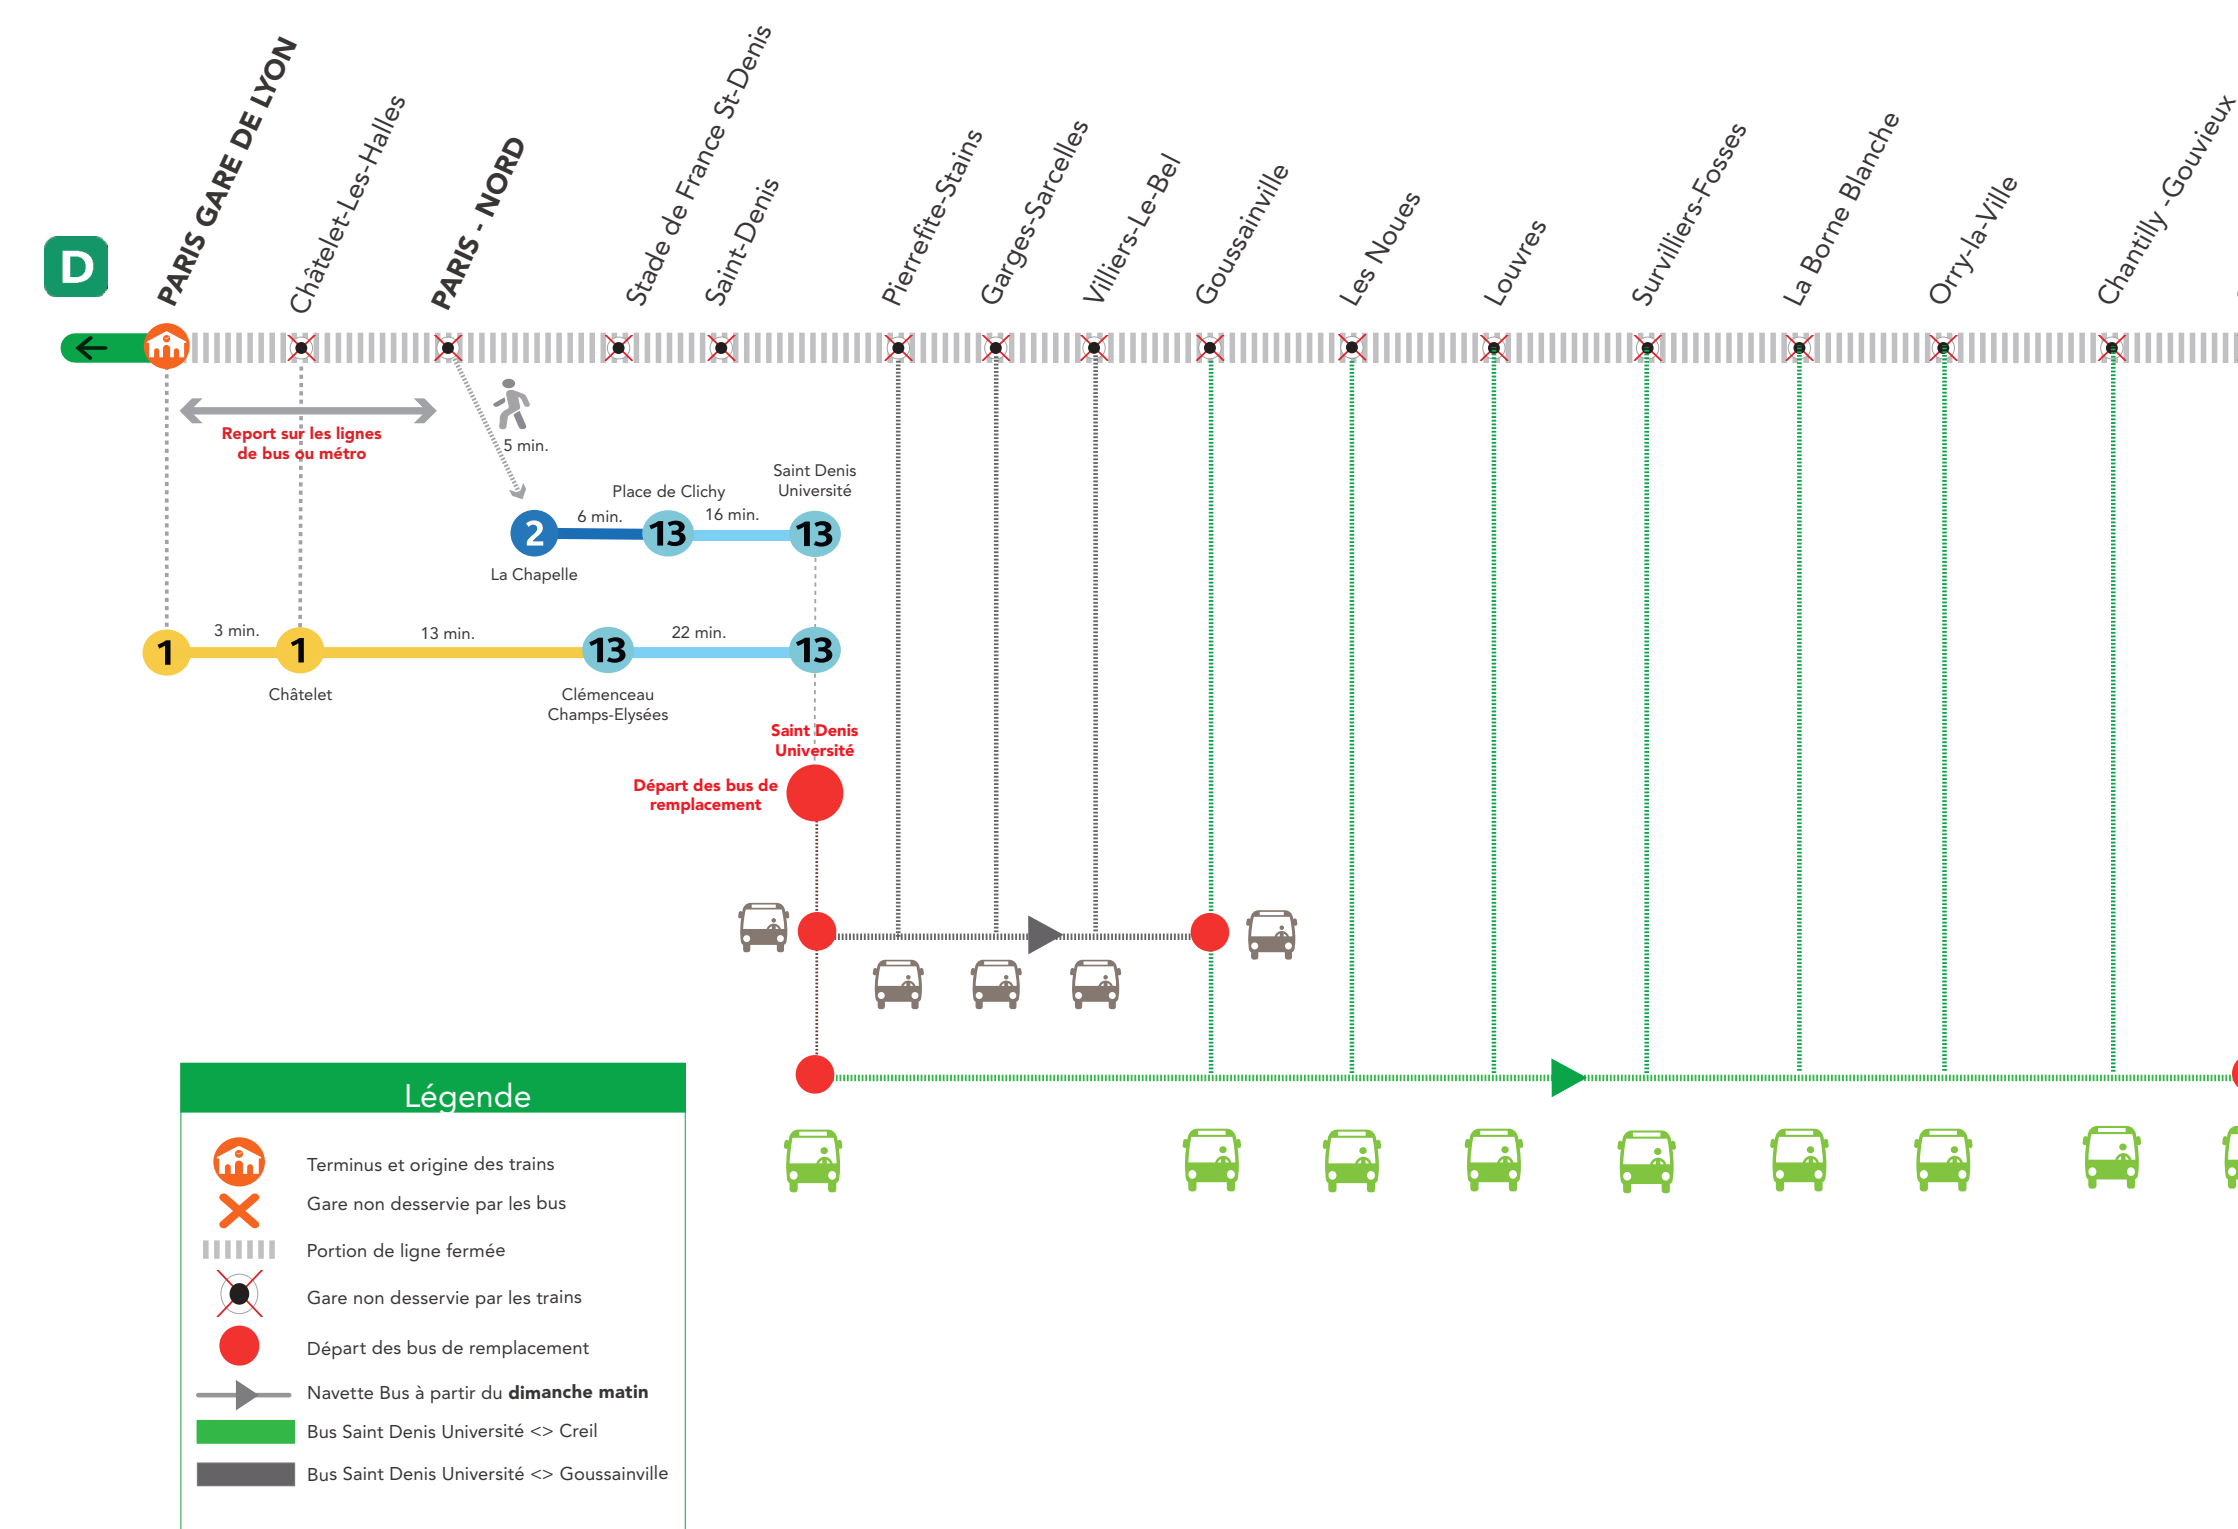 PARIS GARE DE LYON
Châtelet-Les-Halles
PARIS - NORD
Stade de France St-Denis
Saint-Denis
Pierrefite-Stains
Garges-Sarcelles
Villiers-Le-Bel
Goussainville
Les Noues
Louvres
Survilliers-Fosses
La Borne Blanche
Orry-la-Ville
Chantilly -Gouvieux
D
Report sur les lignes
de bus ou métro
5 min.
Saint Denis
Université
Place de Clichy
6 min.
16 min.
2
13
13
La Chapelle
3 min.
13 min.
22 min.
1
1
13
13
Châtelet
Clémenceau
Champs-Elysées
Saint Denis
Université
Départ des bus de
remplacement
Légende
Terminus et origine des trains
Gare non desservie par les bus
Portion de ligne fermée
Gare non desservie par les trains
Départ des bus de remplacement
Navette Bus à partir du dimanche matin
Bus Saint Denis Université <> Creil
Bus Saint Denis Université <> Goussainville